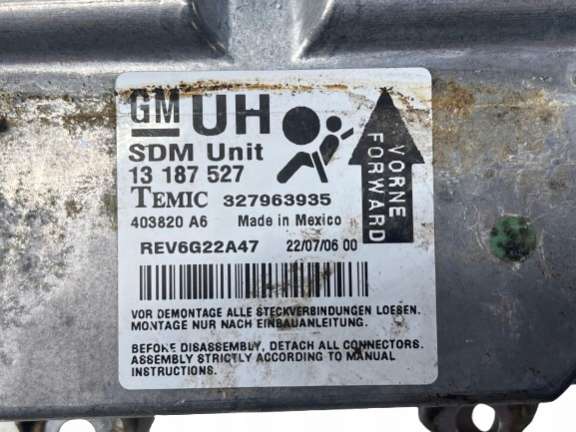 GM UH
SDM Unit
13 187 527
TEMIC 327963935
403820 A6 Made in Mexico
REV6G22A47 22/07/06 00
VORNE
FORWARD
VOR DEMONTAGE ALLE STECKVERBINDUNGEN LOESEN.
MONTAGE NUR NACH EINBAUANLEITUNG.
BEFORE DISASSEMBLY, DETACH ALL CONNECTORS.
ASSEMBLY STRICTLY ACCORDING TO MANUAL
INSTRUCTIONS.